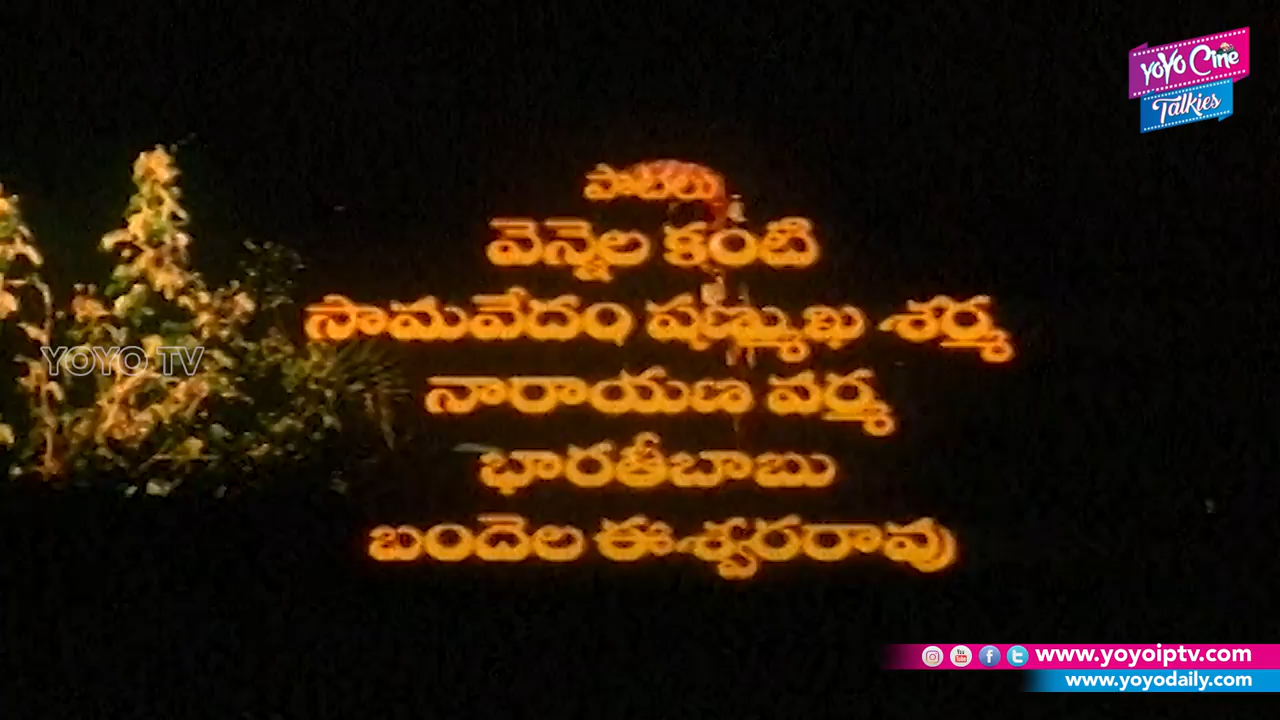 YOYO Cine
Talkies
పాటలు
వెన్నెల కంటి
సామవేదం షణ్ముఖ శర్మ
YOYO TV
నారాయణ వర్మ
భారతీబాబు
బందెల ఈశ్వరరావు
www.yoyoiptv.com
www.yoyodaily.com